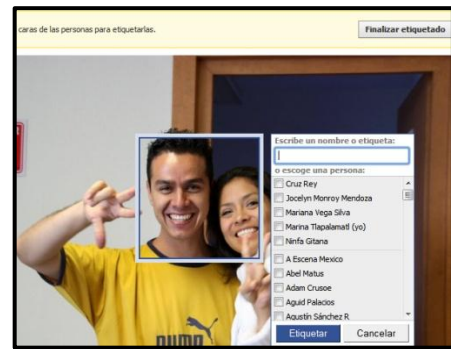 caras de las personas para etiquetarlas.
Finalizar etiquetado
Escribe un nombre o etiqueta:
o escoge una persona:
Cruz Rey
Jocelyn Monroy Mendoza
Mariana Vega Silva
Marina Tlapalamatl (yo)
Ninfa Gitana
A Escena Mexico
Abel Matus
Adam Crusoe
Aguid Palacios
Agustín Sánchez R
Etiquetar
Cancelar
PUMA